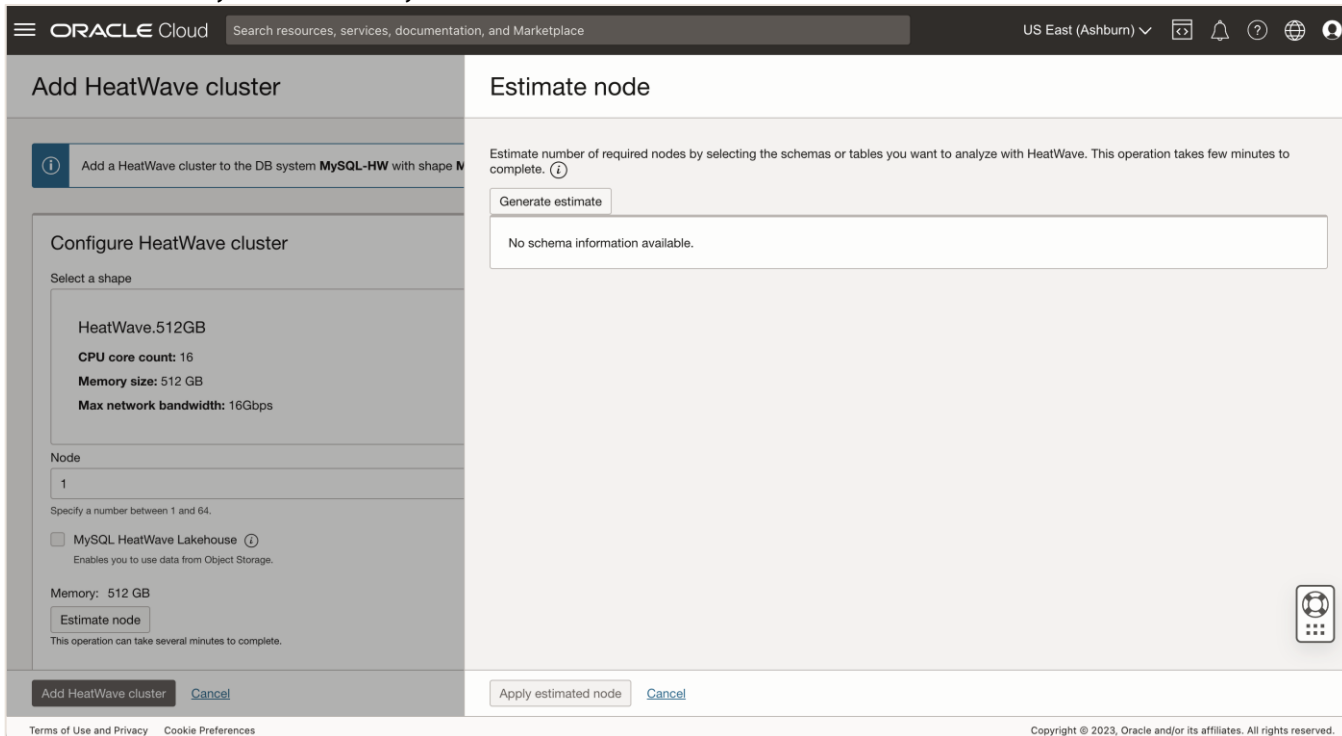 ORACLE Cloud
Search resources, services, documentation, and Marketplace
US East (Ashburn)
Add HeatWave cluster
Add a HeatWave cluster to the DB system MySQL-HW with shape M
Configure HeatWave cluster
Select a shape
HeatWave.512GB
CPU core count: 16
Memory size: 512 GB
Max network bandwidth: 16Gbps
Node
1
Specify a number between 1 and 64.
MySQL HeatWave Lakehouse
Enables you to use data from Object Storage.
Memory: 512 GB
Estimate node
This operation can take several minutes to complete.
Add HeatWave cluster
Cancel
Estimate node
Estimate number of required nodes by selecting the schemas or tables you want to analyze with HeatWave. This operation takes few minutes to
complete.
Generate estimate
No schema information available.
Apply estimated node
Cancel
Terms of Use and Privacy
Cookie Preferences
Copyright © 2023, Oracle and/or its affiliates. All rights reserved.